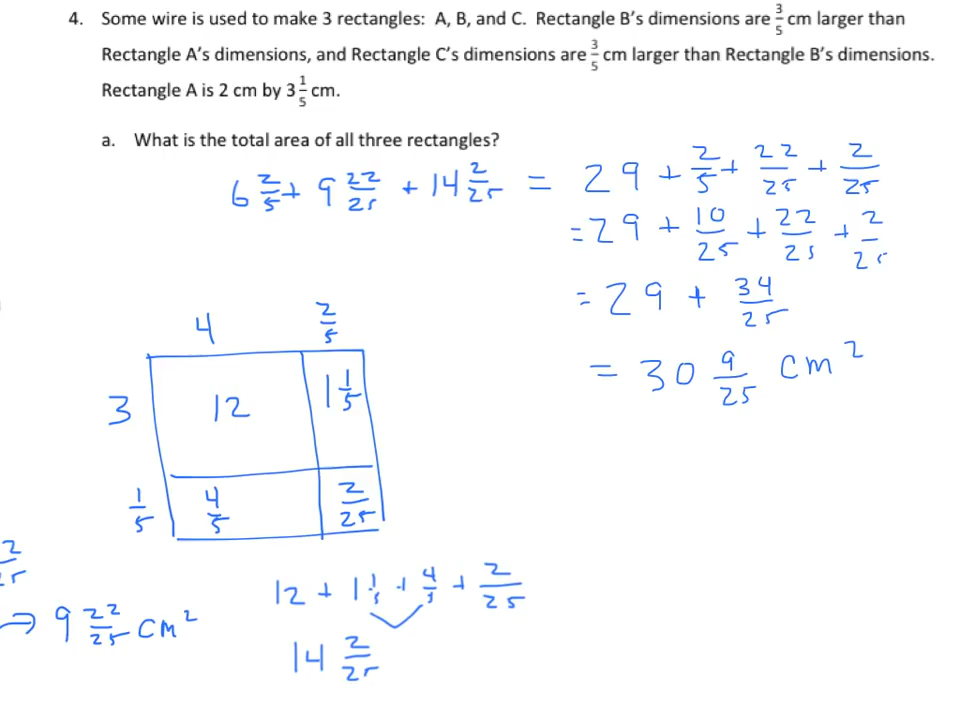 4. Some wire is used to make 3 rectangles: A, B, and C. Rectangle B's dimensions are 3/5 cm larger than
Rectangle A's dimensions, and Rectangle C's dimensions are 3/5 cm larger than Rectangle B's dimensions.
Rectangle A is 2 cm by 3 1/5 cm.
a. What is the total area of all three rectangles?
6 2/5 + 9 22/25 + 14 2/25 = 29 + 2/5 + 22/25 + 2/25
= 29 + 10/25 + 22/25 + 2/25
= 29 + 34/25
= 30 9/25 cm²
4 2/5
3 12 1 1/5
1/5 4/5 2/25
12 + 1 1/5 + 4/5 + 2/25
⇒ 9 22/25 cm²
14 2/25